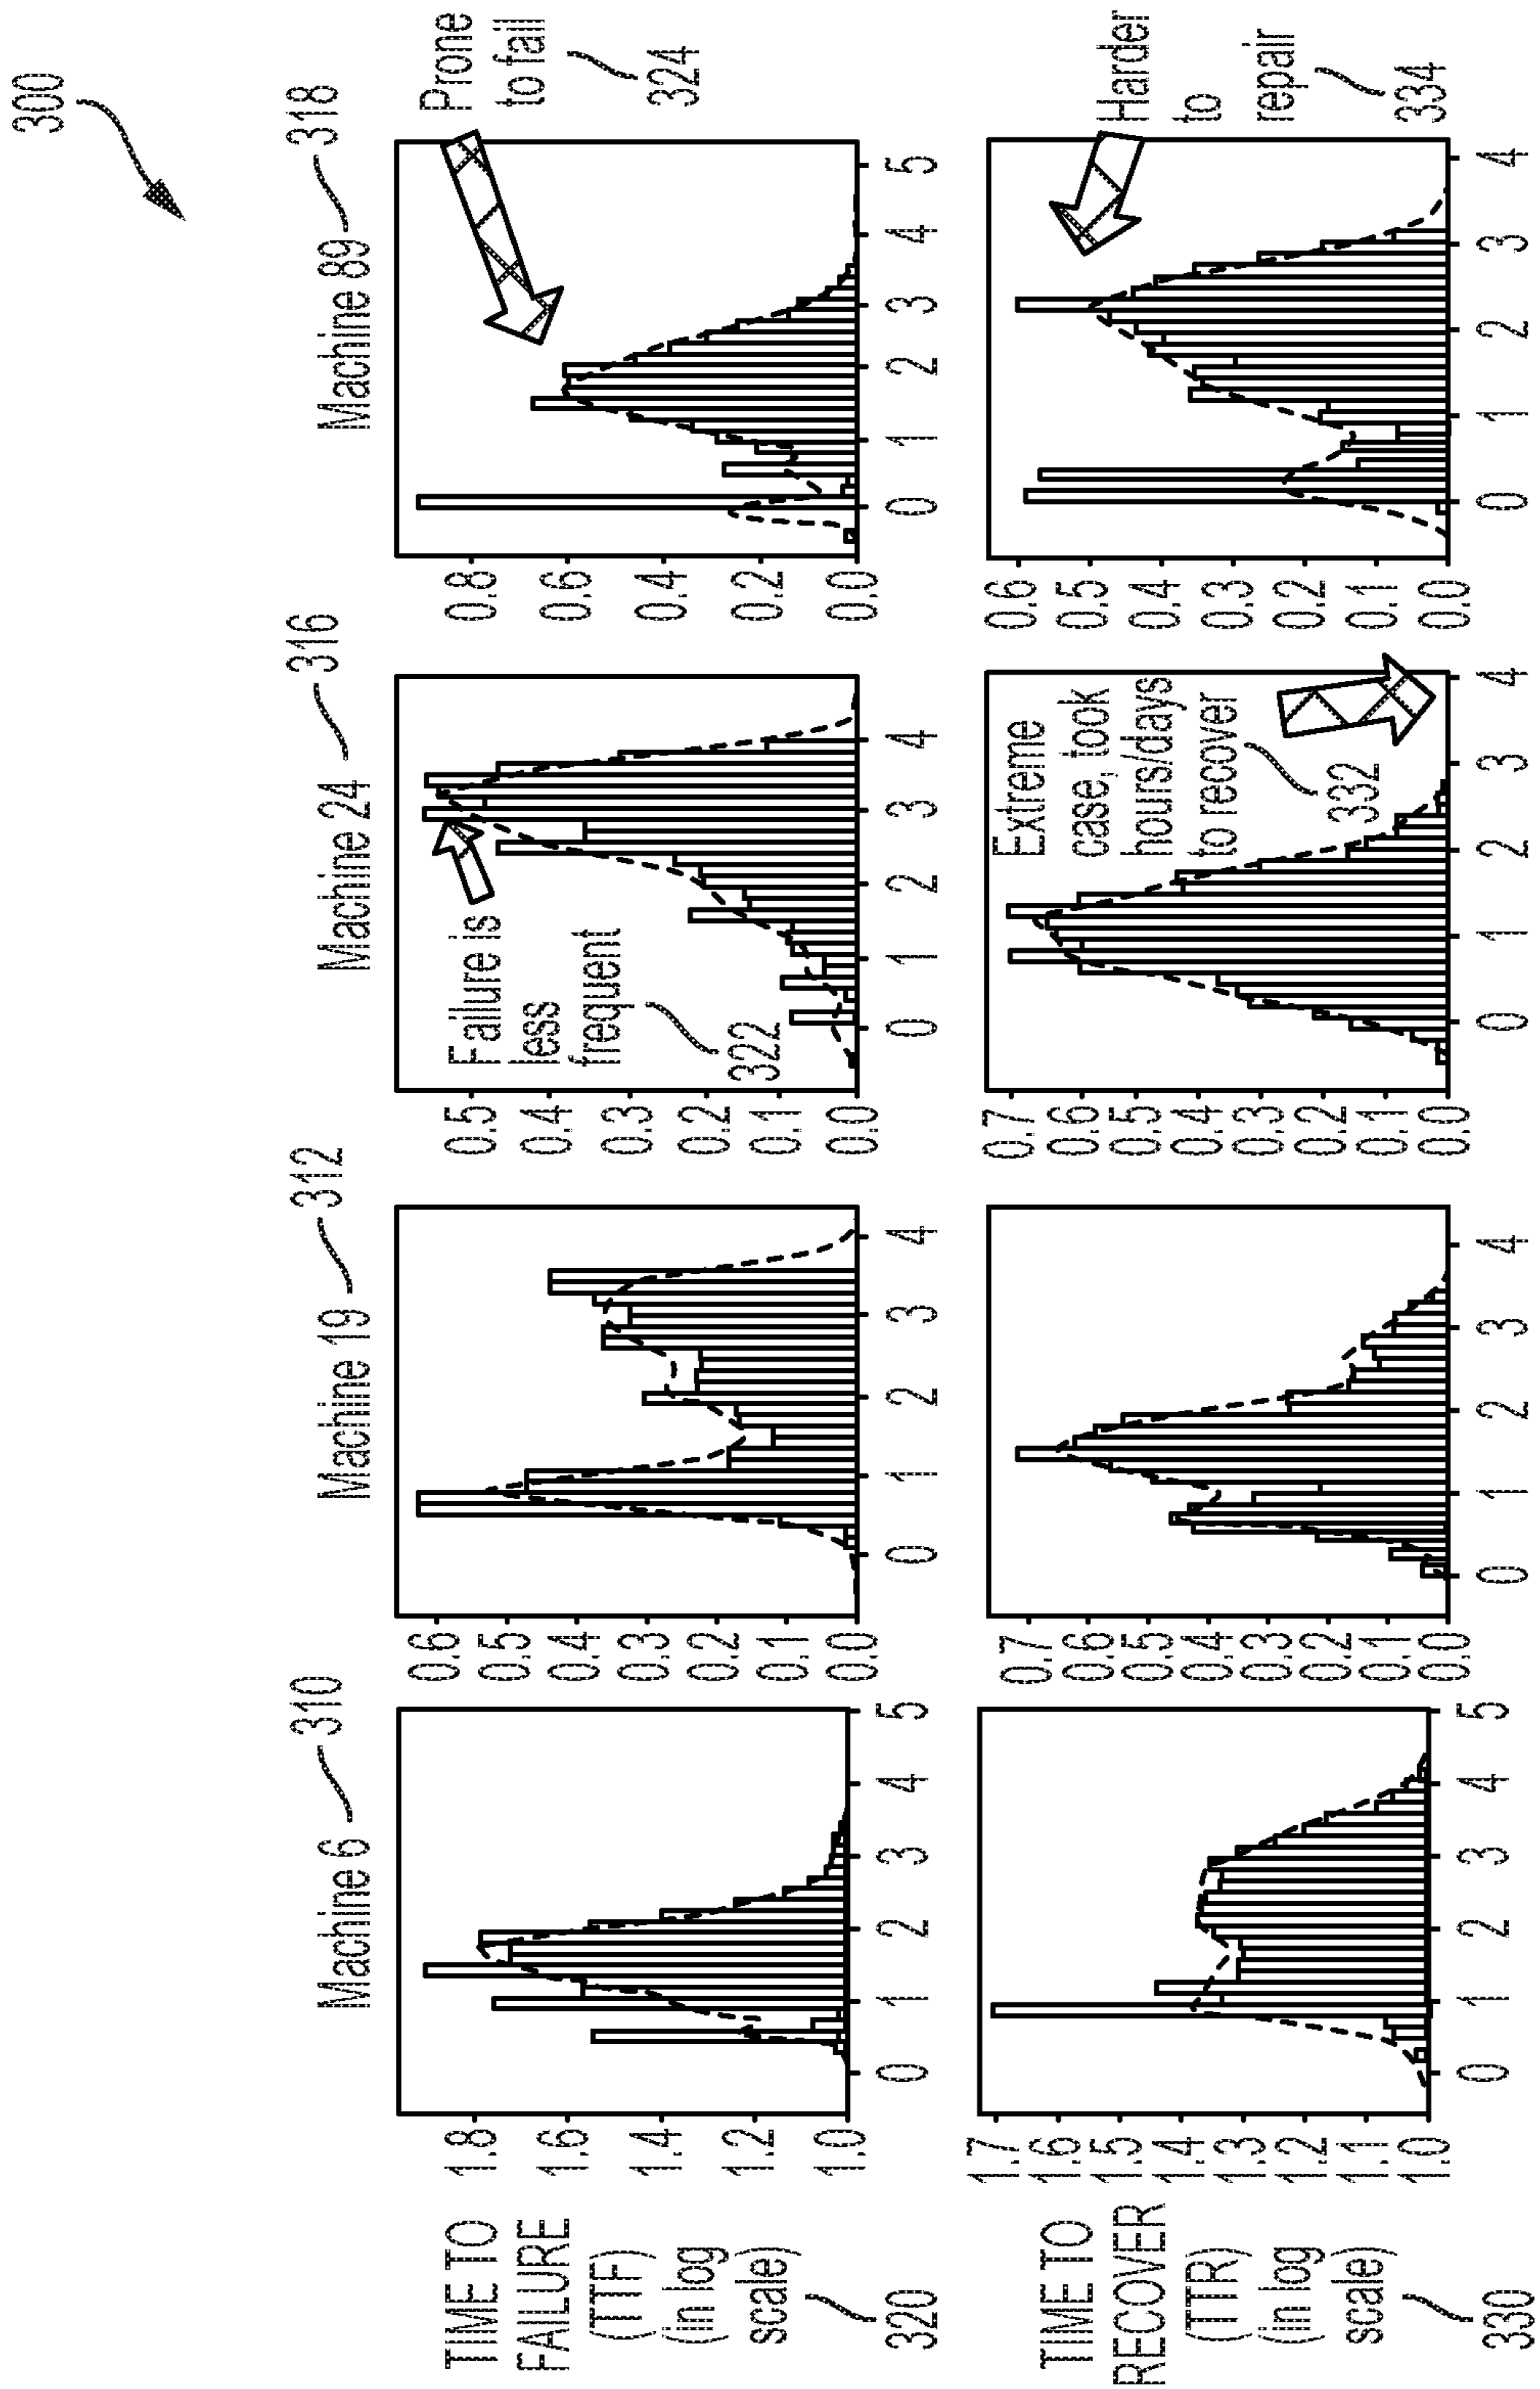 300
Machine 6 310
Machine 19 312
Machine 24 316
Machine 89 318
TIME TO
FAILURE
(TTF)
(in log
scale)
320
1.8
1.6
1.4
1.2
1.0
0 1 2 3 4 5
0.6
0.5
0.4
0.3
0.2
0.1
0.0
0 1 2 3 4
Failure is
less
frequent
322
0.5
0.4
0.3
0.2
0.1
0.0
0 1 2 3 4
Prone
to fail
324
0.8
0.6
0.4
0.2
0.0
0 1 2 3 4 5
TIME TO
RECOVER
(TTR)
(in log
scale)
330
1.7
1.6
1.5
1.4
1.3
1.2
1.1
1.0
0 1 2 3 4 5
0.7
0.6
0.5
0.4
0.3
0.2
0.1
0.0
0 1 2 3 4
Extreme
case, took
hours/days
to recover
332
0.7
0.6
0.5
0.4
0.3
0.2
0.1
0.0
0 1 2 3 4
Harder
to
repair
334
0.6
0.5
0.4
0.3
0.2
0.1
0.0
0 1 2 3 4